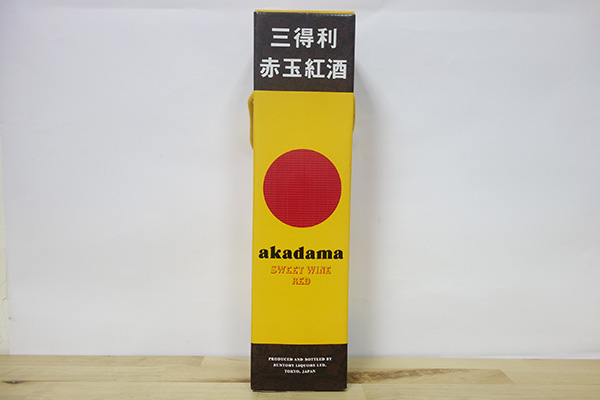 三得利
赤玉紅酒
akadama
SWEET WINE
RED
PRODUCED AND BOTTLED BY
SUNTORY LIQUORS LTD.
TOKYO, JAPAN